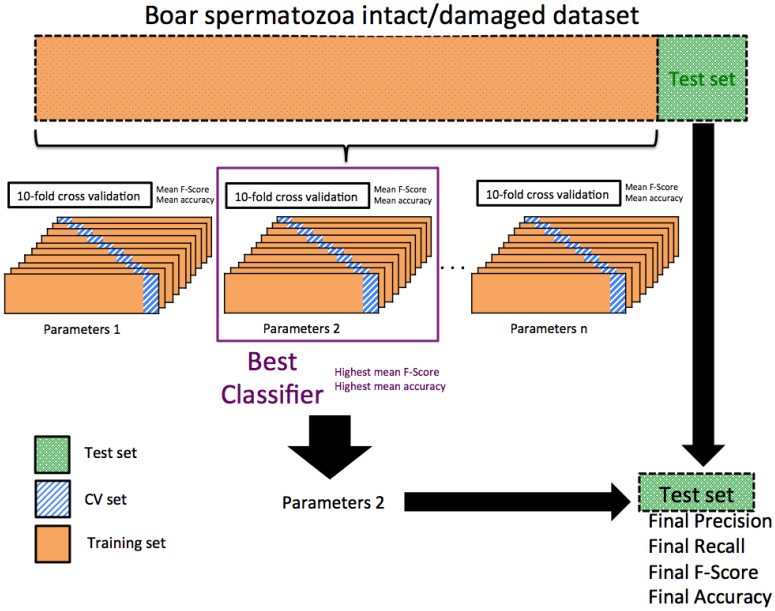 Boar spermatozoa intact/damaged dataset
Test set
10-fold cross validation
Mean F-Score
Mean accuracy
10-fold cross validation
Mean F-Score
Mean accuracy
10-fold cross validation
Mean F-Score
Mean accuracy
...
Parameters 1
Parameters 2
Parameters n
Best
Classifier
Highest mean F-Score
Highest mean accuracy
Test set
CV set
Training set
Parameters 2
Test set
Final Precision
Final Recall
Final F-Score
Final Accuracy